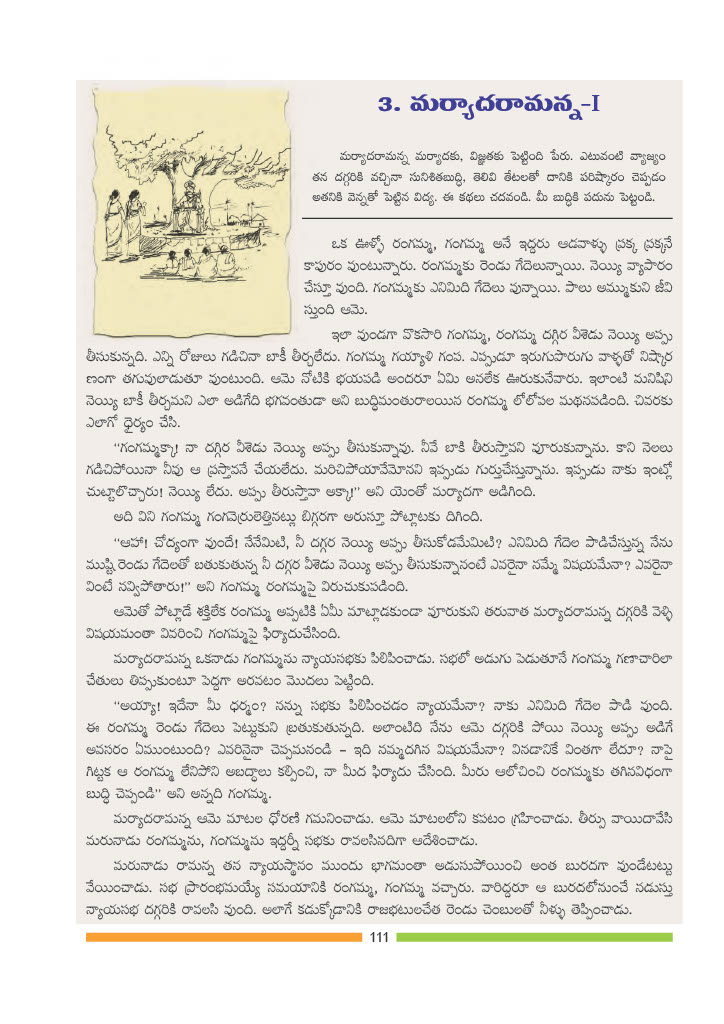 3. మర్యాదరామన్న-I
మర్యాదరామన్న మర్యాదకు, విజ్ఞతకు పెట్టింది పేరు. ఎటువంటి వ్యాజ్యం
తన దగ్గరికి వచ్చినా సునిశితబుద్ధి, తెలివి తేటలతో దానికి పరిష్కారం చెప్పడం
అతనికి వెన్నతో పెట్టిన విద్య. ఈ కథలు చదవండి. మీ బుద్ధికి పదును పెట్టండి.
ఒక ఊళ్ళో రంగమ్మ, గంగమ్మ అనే ఇద్దరు ఆడవాళ్ళు ప్రక్క ప్రక్కనే
కాపురం వుంటున్నారు. రంగమ్మకు రెండు గేదెలున్నాయి. నెయ్యి వ్యాపారం
చేస్తూ వుంది. గంగమ్మకు ఎనిమిది గేదెలు వున్నాయి. పాలు అమ్ముకుని జీవి
స్తుంది ఆమె.
ఇలా వుండగా వొకసారి గంగమ్మ, రంగమ్మ దగ్గిర వీశెడు నెయ్యి అప్పు
తీసుకున్నది. ఎన్ని రోజులు గడిచినా బాకీ తీర్చలేదు. గంగమ్మ గయ్యాళి గంప. ఎప్పుడూ ఇరుగుపొరుగు వాళ్ళతో నిష్కార
ణంగా తగువులాడుతూ వుంటుంది. ఆమె నోటికి భయపడి అందరూ ఏమి అనలేక ఊరుకునేవారు. ఇలాంటి మనిషిని
నెయ్యి బాకీ తీర్చమని ఎలా అడిగేది భగవంతుడా అని బుద్ధిమంతురాలయిన రంగమ్మ లోలోపల మథనపడింది. చివరకు
ఎలాగో ధైర్యం చేసి.
“గంగమ్మక్కా! నా దగ్గిర వీశెడు నెయ్యి అప్పు తీసుకున్నావు. నీవే బాకి తీరుస్తావని వూరుకున్నాను. కాని నెలలు
గడిచిపోయినా నీవు ఆ ప్రస్తావనే చేయలేదు. మరిచిపోయావేమోనని ఇప్పుడు గుర్తుచేస్తున్నాను. ఇప్పుడు నాకు ఇంట్లో
చుట్టాలొచ్చారు! నెయ్యి లేదు. అప్పు తీరుస్తావా అక్కా!” అని యెంతో మర్యాదగా అడిగింది.
అది విని గంగమ్మ గంగవెర్రులెత్తినట్లు బిగ్గరగా అరుస్తూ పోట్లాటకు దిగింది.
“ఆహా! చోద్యంగా వుందే! నేనేమిటి, నీ దగ్గర నెయ్యి అప్పు తీసుకోడమేమిటి? ఎనిమిది గేదెల పాడిచేస్తున్న నేను
ముష్టి రెండు గేదెలతో బతుకుతున్న నీ దగ్గర వీశెడు నెయ్యి అప్పు తీసుకున్నానంటే ఎవరైనా నమ్మే విషయమేనా? ఎవరైనా
వింటే నవ్విపోతారు!” అని గంగమ్మ రంగమ్మపై విరుచుకుపడింది.
ఆమెతో పోట్లాడే శక్తిలేక రంగమ్మ అప్పటికి ఏమీ మాట్లాడకుండా వూరుకుని తరువాత మర్యాదరామన్న దగ్గరికి వెళ్ళి
విషయమంతా వివరించి గంగమ్మపై ఫిర్యాదుచేసింది.
మర్యాదరామన్న ఒకనాడు గంగమ్మను న్యాయసభకు పిలిపించాడు. సభలో అడుగు పెడుతూనే గంగమ్మ గణాచారిలా
చేతులు తిప్పుకుంటూ పెద్దగా అరవటం మొదలు పెట్టింది.
“అయ్యా! ఇదేనా మీ ధర్మం? నన్ను సభకు పిలిపించడం న్యాయమేనా? నాకు ఎనిమిది గేదెల పాడి వుంది.
ఈ రంగమ్మ రెండు గేదెలు పెట్టుకుని బ్రతుకుతున్నది. అలాంటిది నేను ఆమె దగ్గరికి పోయి నెయ్యి అప్పు అడిగే
అవసరం ఏముంటుంది? ఎవరినైనా చెప్పమనండి – ఇది నమ్మదగిన విషయమేనా? వినడానికే వింతగా లేదూ? నాపై
గిట్టక ఆ రంగమ్మ లేనిపోని అబద్ధాలు కల్పించి, నా మీద ఫిర్యాదు చేసింది. మీరు ఆలోచించి రంగమ్మకు తగినవిధంగా
బుద్ధి చెప్పండి” అని అన్నది గంగమ్మ.
మర్యాదరామన్న ఆమె మాటల ధోరణి గమనించాడు. ఆమె మాటలలోని కపటం గ్రహించాడు. తీర్పు వాయిదావేసి
మరునాడు రంగమ్మను, గంగమ్మను ఇద్దర్నీ సభకు రావలసినదిగా ఆదేశించాడు.
మరునాడు రామన్న తన న్యాయస్థానం ముందు భాగమంతా అడుసుపోయించి అంత బురదగా వుండేటట్టు
వేయించాడు. సభ ప్రారంభమయ్యే సమయానికి రంగమ్మ, గంగమ్మ వచ్చారు. వారిద్దరూ ఆ బురదలోనుంచే నడుస్తు
న్యాయసభ దగ్గరికి రావలసి వుంది. అలాగే కడుక్కోడానికి రాజభటులచేత రెండు చెంబులతో నీళ్ళు తెప్పించాడు.
111